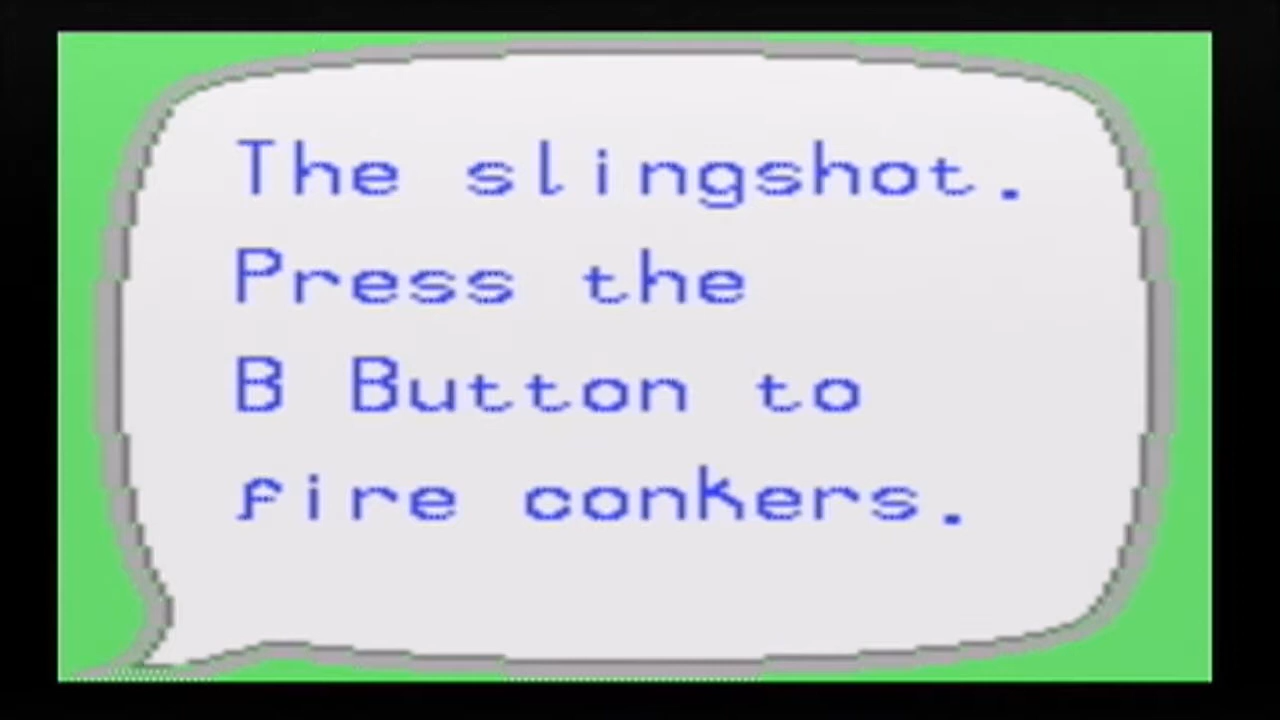 The slingshot.
Press the
B Button to
fire conkers.